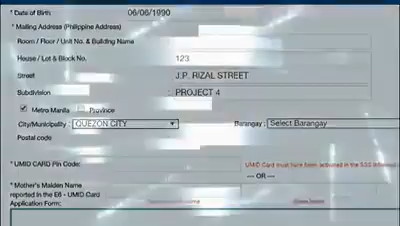 * Date of Birth 06/06/1990
* Mailing Address (Philippine Address)
Room / Floor / Unit No. & Building Name
House / Lot & Block No. 123
Street J.P. RIZAL STREET
Subdivision : PROJECT 4
Metro Manila Province
City/Municipality : QUEZON CITY Barangay : Select Barangay
Postal code
* UMID CARD Pin Code: UMID Card must have been activated in the SSS
--- OR ---
* Mother's Maiden Name
reported in the E6 - UMID Card
Application Form: